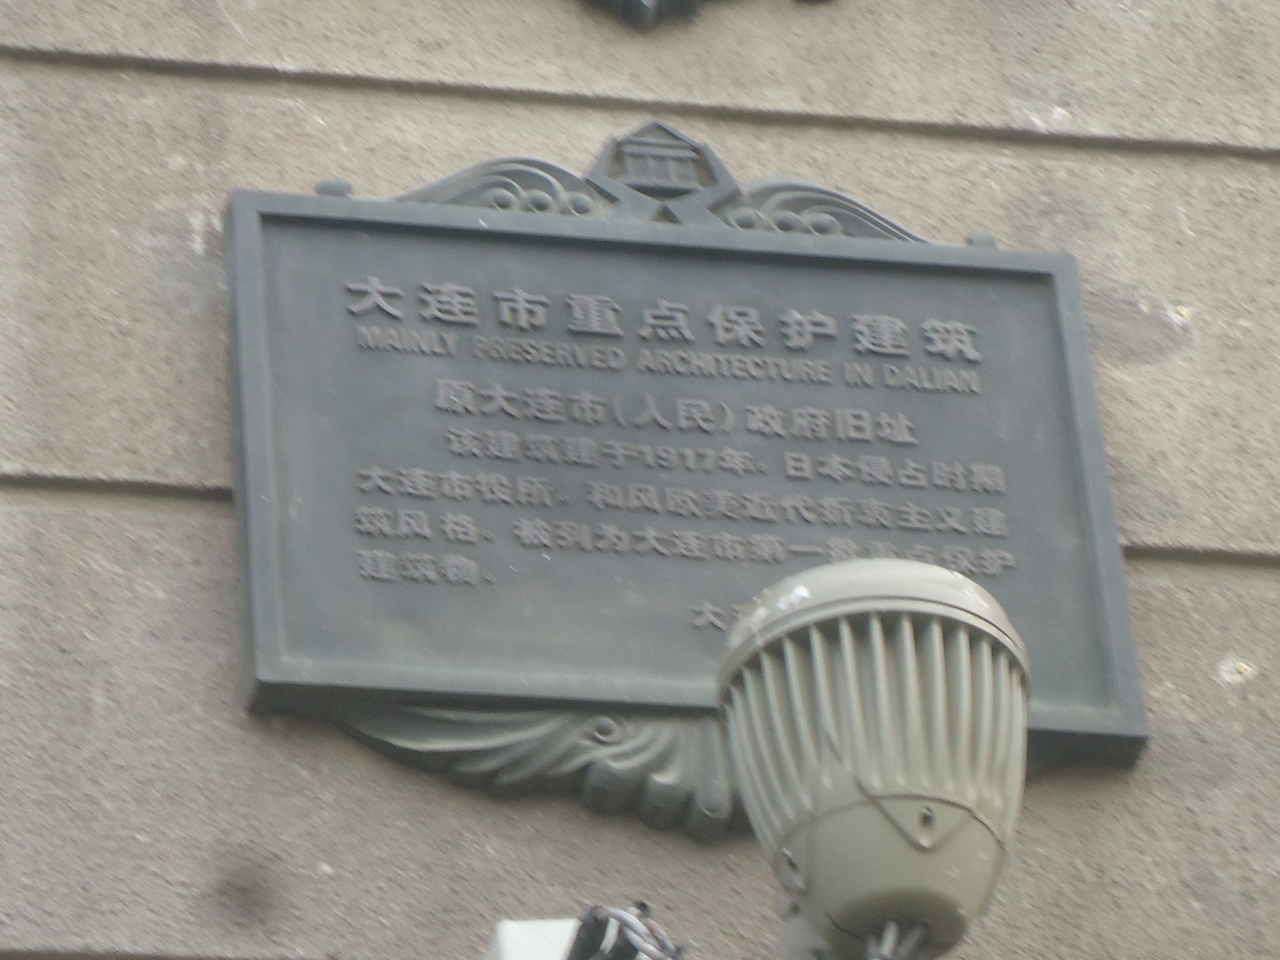 大连市重点保护建筑
MAINLY PRESERVED ARCHITECTURE IN DALIAN
原大连市(人民)政府旧址
该建筑建于1917年。日本侵占时期
大连市役所。和风欧美近代折衷主义建
筑风格。被列为大连市第一批重点保护
建筑物。
大